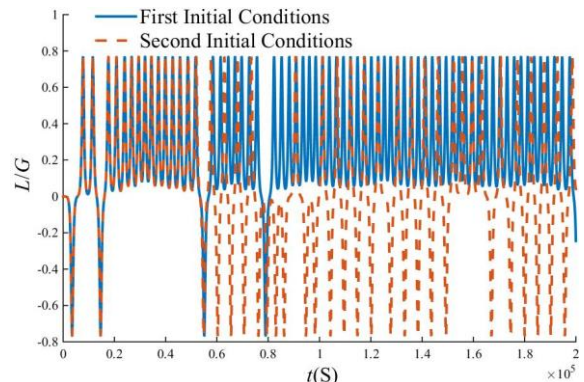 1
First Initial Conditions
0.8
Second Initial Conditions
0.6
0.4
0.2
L/G
0
-0.2
-0.4
-0.6
-0.8
0 0.2 0.4 0.6 0.8 1 1.2 1.4 1.6 1.8 2
t(S)
×10⁵